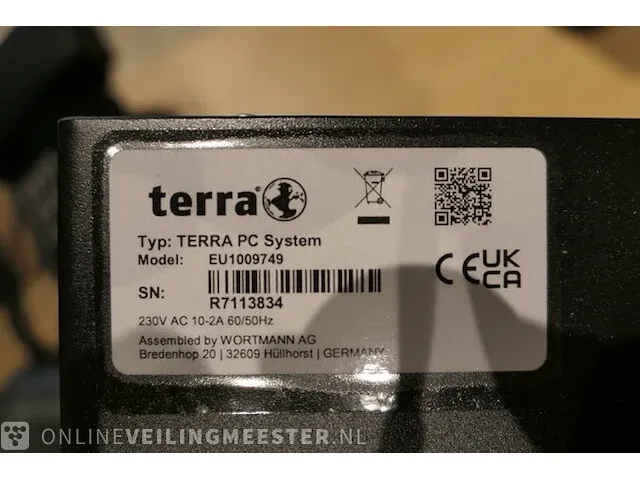 terra®
Typ: TERRA PC System
Model: EU1009749
SN:
R7113834
230V AC 10-2A 60/50Hz
Assembled by WORTMANN AG
Bredenhop 20 | 32609 Hüllhorst | GERMANY
CE UK CA
ONLINEVEILINGMEESTER.NL